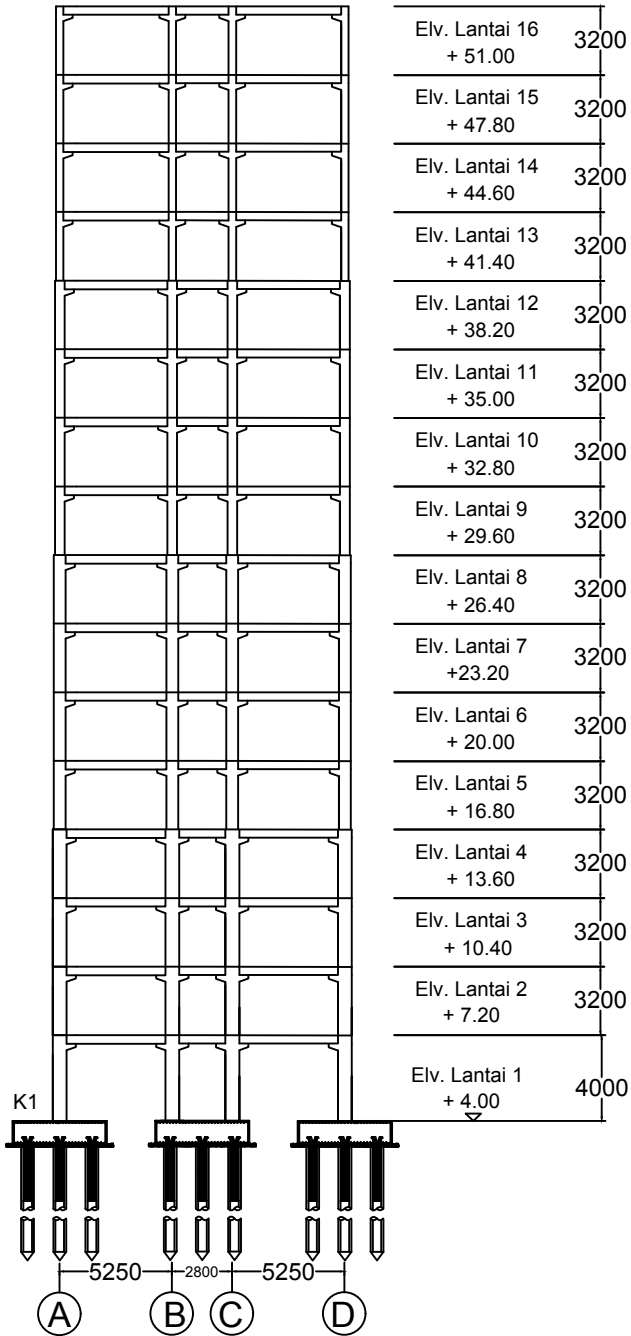 Elv. Lantai 16
+ 51.00
3200
Elv. Lantai 15
+ 47.80
3200
Elv. Lantai 14
+ 44.60
3200
Elv. Lantai 13
+ 41.40
3200
Elv. Lantai 12
+ 38.20
3200
Elv. Lantai 11
+ 35.00
3200
Elv. Lantai 10
+ 32.80
3200
Elv. Lantai 9
+ 29.60
3200
Elv. Lantai 8
+ 26.40
3200
Elv. Lantai 7
+23.20
3200
Elv. Lantai 6
+ 20.00
3200
Elv. Lantai 5
+ 16.80
3200
Elv. Lantai 4
+ 13.60
3200
Elv. Lantai 3
+ 10.40
3200
Elv. Lantai 2
+ 7.20
3200
Elv. Lantai 1
+ 4.00
4000
K1
5250 2800 5250
A B C D